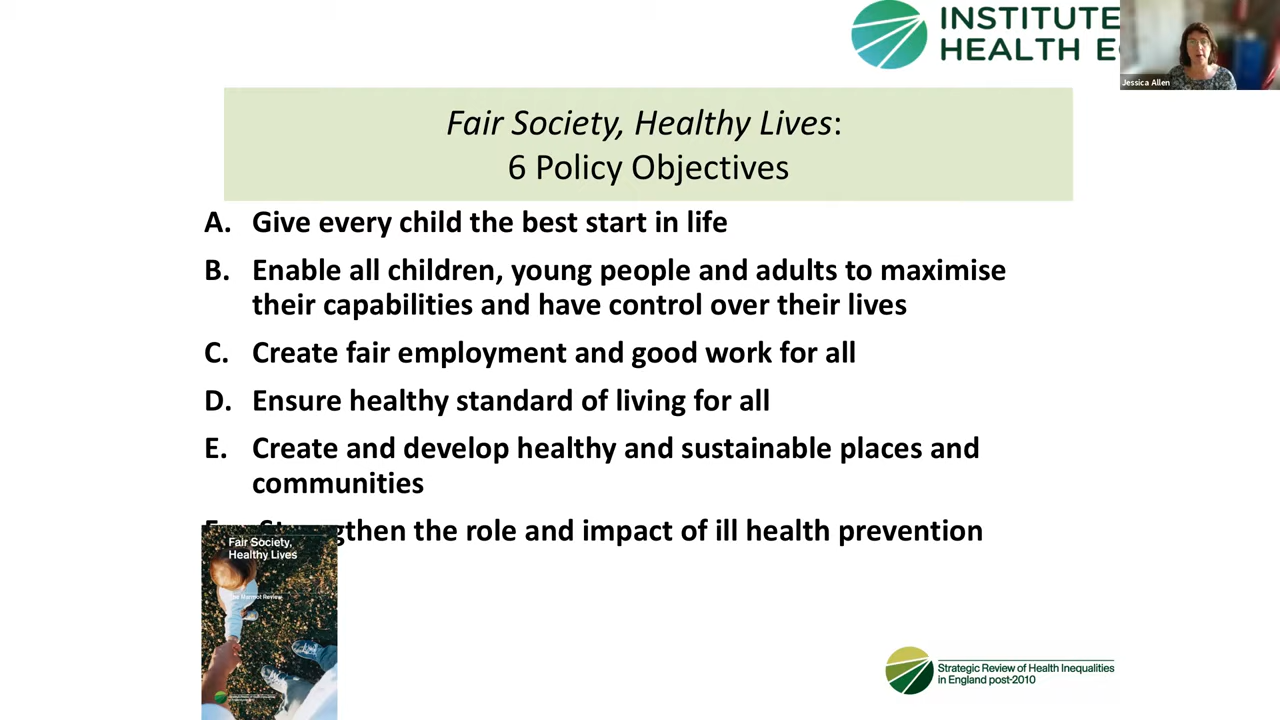 INSTITUTE
HEALTH E
Jessica Allen
Fair Society, Healthy Lives:
6 Policy Objectives
A. Give every child the best start in life
B. Enable all children, young people and adults to maximise
their capabilities and have control over their lives
C. Create fair employment and good work for all
D. Ensure healthy standard of living for all
E. Create and develop healthy and sustainable places and
communities
F. Strengthen the role and impact of ill health prevention
Fair Society,
Healthy Lives
The Marmot Review
Strategic Review of Health Inequalities
in England post-2010